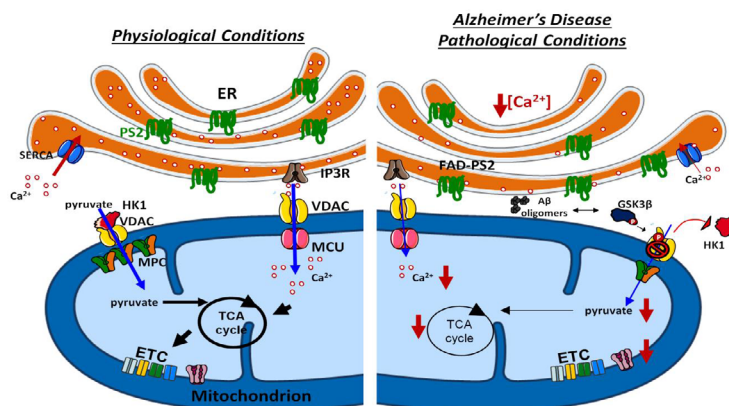 Physiological Conditions
ER
PS2
SERCA
Ca²⁺
IP3R
pyruvate
HK1
VDAC
VDAC
MPC
MCU
Ca²⁺
pyruvate
TCA
cycle
ETC
Mitochondrion
Alzheimer's Disease
Pathological Conditions
[Ca²⁺]
FAD-PS2
Ca²⁺
Aβ
oligomers
GSK3β
HK1
Ca²⁺
pyruvate
TCA
cycle
ETC